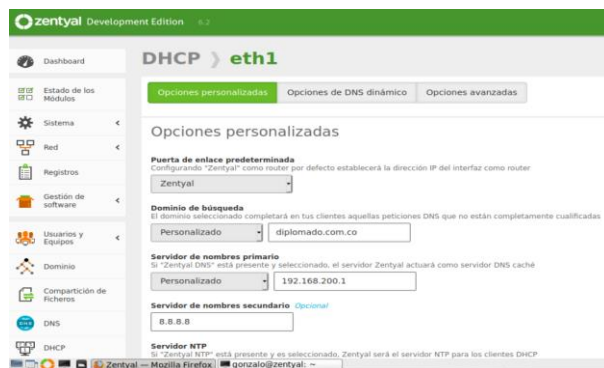 zentyal Development Edition 6.2
DHCP > eth1
Dashboard
Estado de los
Módulos
Sistema
Red
Registros
Gestión de
software
Usuarios y
Equipos
Dominio
Compartición de
Ficheros
DNS
DHCP
Opciones personalizadas Opciones de DNS dinámico Opciones avanzadas
Opciones personalizadas
Puerta de enlace predeterminada
Configurando "Zentyal" como router por defecto establecerá la dirección IP del interfaz como router
Zentyal
Dominio de búsqueda
El dominio seleccionado completará en tus clientes aquellas peticiones DNS que no están completamente cualificadas
Personalizado diplomado.com.co
Servidor de nombres primario
Si "Zentyal DNS" está presente y seleccionado, el servidor Zentyal actuará como servidor DNS caché
Personalizado 192.168.200.1
Servidor de nombres secundario Opcional
8.8.8.8
Servidor NTP
Si "Zentyal NTP" está presente y es seleccionado, Zentyal será el servidor NTP para los clientes DHCP
Zentyal — Mozilla Firefox gonzalo@zentyal: ~